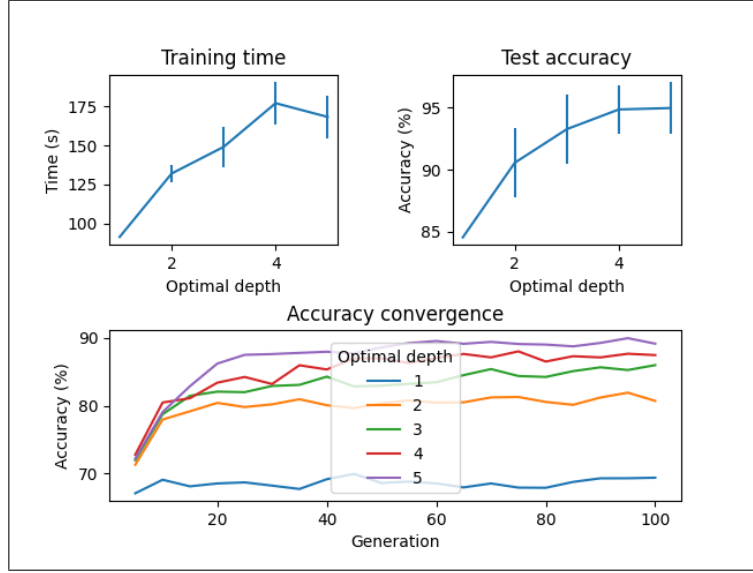 Training time
Time (s)
175
150
125
100
2
4
Optimal depth
Test accuracy
Accuracy (%)
95
90
85
2
4
Optimal depth
Accuracy convergence
Accuracy (%)
90
80
70
Optimal depth
1
2
3
4
5
20
40
60
80
100
Generation